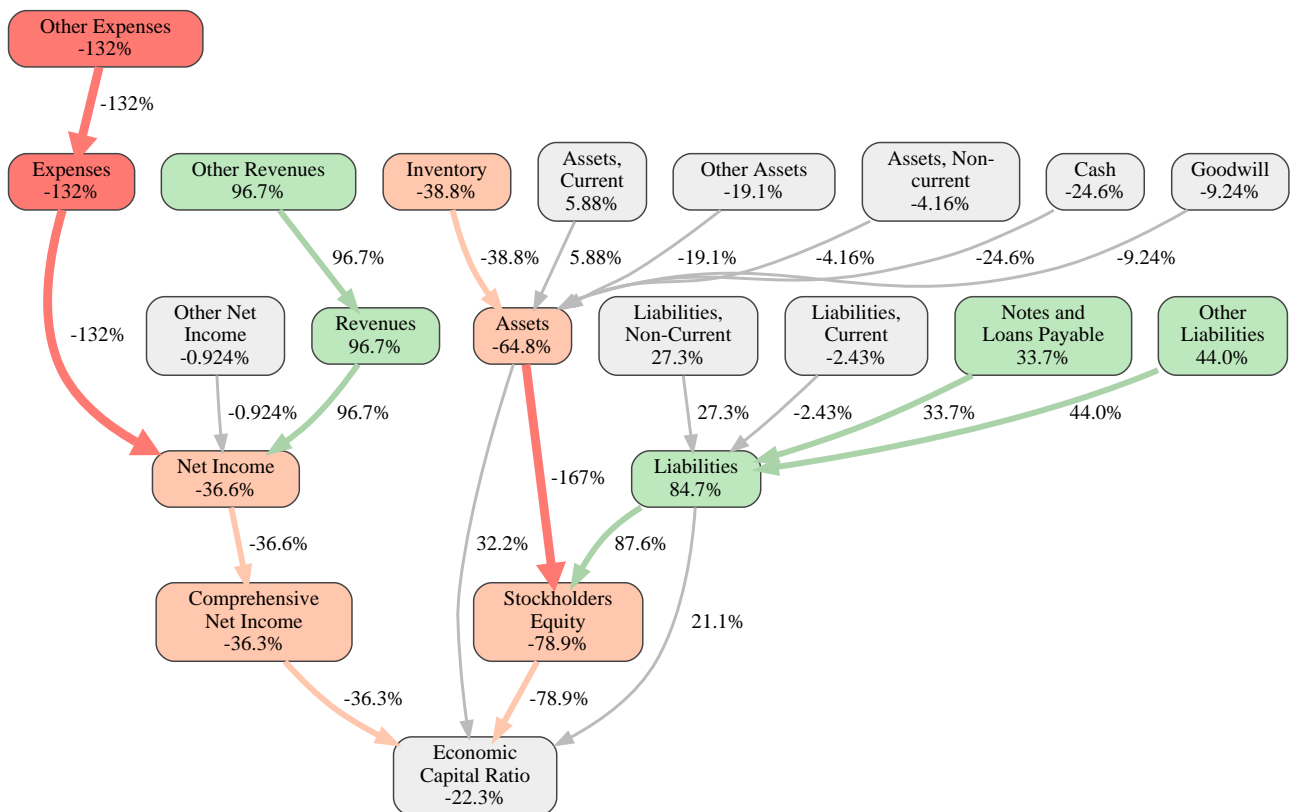 Other Expenses
-132%
-132%
Expenses
-132%
Other Revenues
96.7%
Inventory
-38.8%
Assets,
Current
5.88%
Other Assets
-19.1%
Assets, Non-
current
-4.16%
Cash
-24.6%
Goodwill
-9.24%
96.7%
-38.8%
5.88%
-19.1%
-4.16%
-24.6%
-9.24%
-132%
Other Net
Income
-0.924%
Revenues
96.7%
Assets
-64.8%
Liabilities,
Non-Current
27.3%
Liabilities,
Current
-2.43%
Notes and
Loans Payable
33.7%
Other
Liabilities
44.0%
-0.924%
96.7%
27.3%
-2.43%
33.7%
44.0%
Net Income
-36.6%
-167%
Liabilities
84.7%
-36.6%
32.2%
87.6%
Comprehensive
Net Income
-36.3%
Stockholders
Equity
-78.9%
21.1%
-36.3%
-78.9%
Economic
Capital Ratio
-22.3%